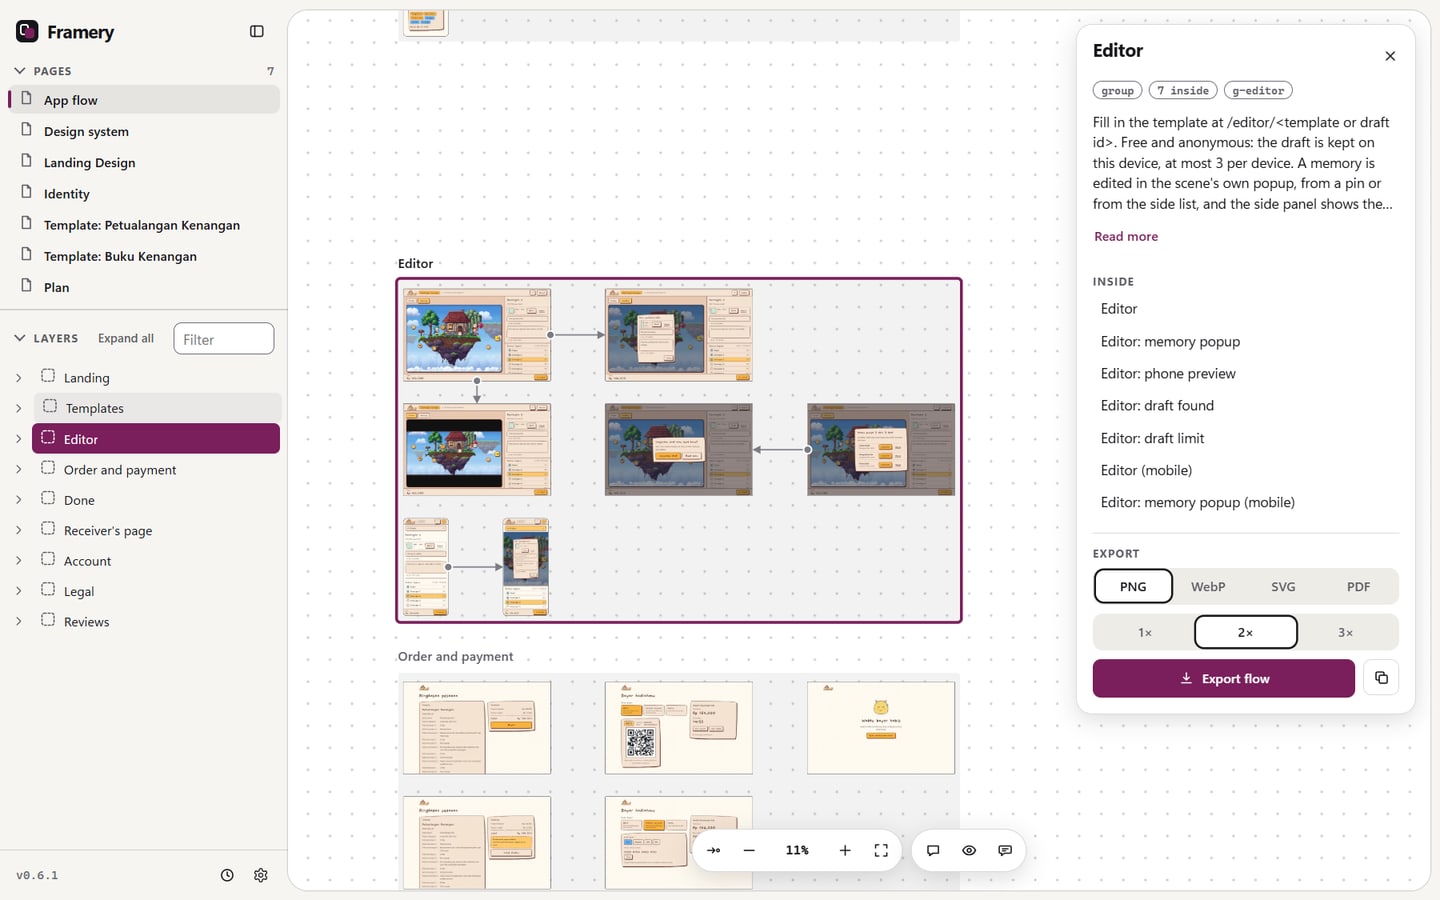 Framery
PAGES 7
App flow
Design system
Landing Design
Identity
Template: Petualangan Kenangan
Template: Buku Kenangan
Plan
LAYERS Expand all Filter
Landing
Templates
Editor
Order and payment
Done
Receiver's page
Account
Legal
Reviews
v0.6.1
Editor
Order and payment
11%
Editor
group 7 inside g-editor
Fill in the template at /editor/<template or draft
id>. Free and anonymous: the draft is kept on
this device, at most 3 per device. A memory is
edited in the scene's own popup, from a pin or
from the side list, and the side panel shows the…
Read more
INSIDE
Editor
Editor: memory popup
Editor: phone preview
Editor: draft found
Editor: draft limit
Editor (mobile)
Editor: memory popup (mobile)
EXPORT
PNG WebP SVG PDF
1× 2× 3×
Export flow